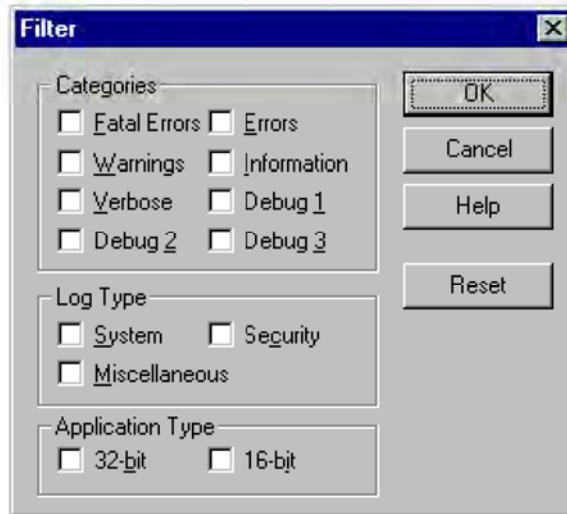 Filter
Categories
Fatal Errors Errors
Warnings Information
Verbose Debug 1
Debug 2 Debug 3
Log Type
System Security
Miscellaneous
Application Type
32-bit 16-bit
OK
Cancel
Help
Reset